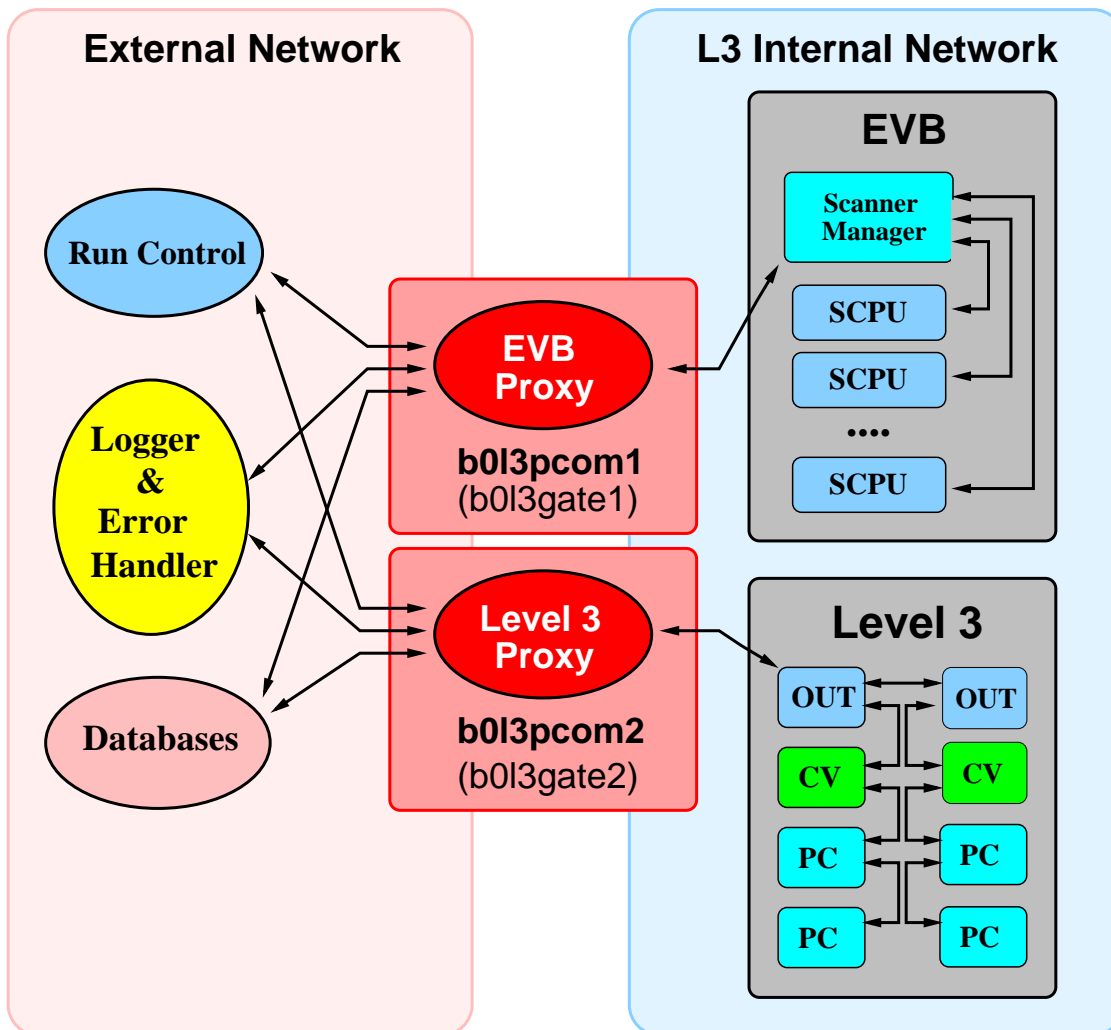 External Network
Run Control
Logger
&
Error
Handler
Databases
EVB
Proxy
b0l3pcom1
(b0l3gate1)
Level 3
Proxy
b0l3pcom2
(b0l3gate2)
L3 Internal Network
EVB
Scanner
Manager
SCPU
SCPU
....
SCPU
Level 3
OUT OUT
CV CV
PC PC
PC PC